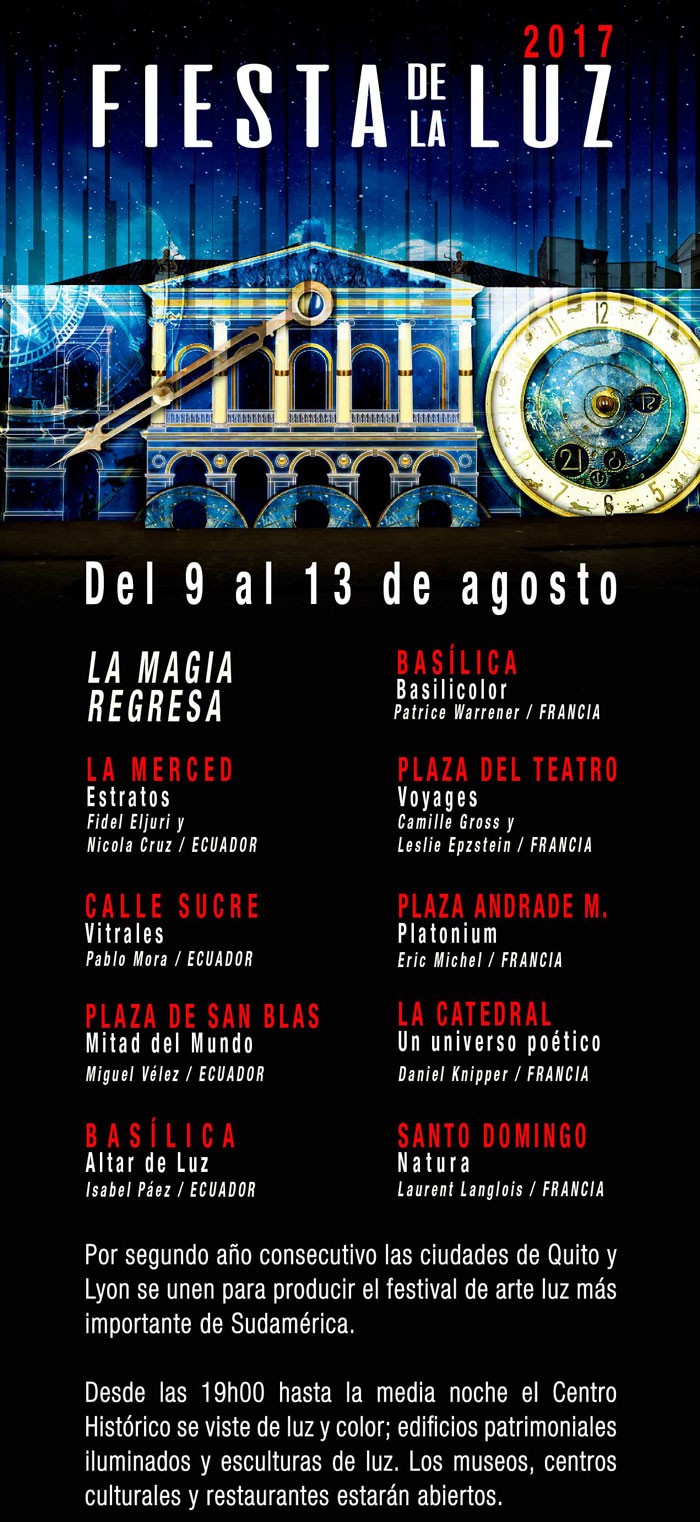 2017
FIESTA DE LA LUZ
12
21
6
5
Del 9 al 13 de agosto
LA MAGIA
REGRESA
BASÍLICA
Basilicolor
Patrice Warrener / FRANCIA
LA MERCED
Estratos
Fidel Eljuri y
Nicola Cruz / ECUADOR
PLAZA DEL TEATRO
Voyages
Camille Gross y
Leslie Epzstein / FRANCIA
CALLE SUCRE
Vitrales
Pablo Mora / ECUADOR
PLAZA ANDRADE M.
Platonium
Eric Michel / FRANCIA
PLAZA DE SAN BLAS
Mitad del Mundo
Miguel Vélez / ECUADOR
LA CATEDRAL
Un universo poético
Daniel Knipper / FRANCIA
BASÍLICA
Altar de Luz
Isabel Páez / ECUADOR
SANTO DOMINGO
Natura
Laurent Langlois / FRANCIA
Por segundo año consecutivo las ciudades de Quito y
Lyon se unen para producir el festival de arte luz más
importante de Sudamérica.
Desde las 19h00 hasta la media noche el Centro
Histórico se viste de luz y color; edificios patrimoniales
iluminados y esculturas de luz. Los museos, centros
culturales y restaurantes estarán abiertos.